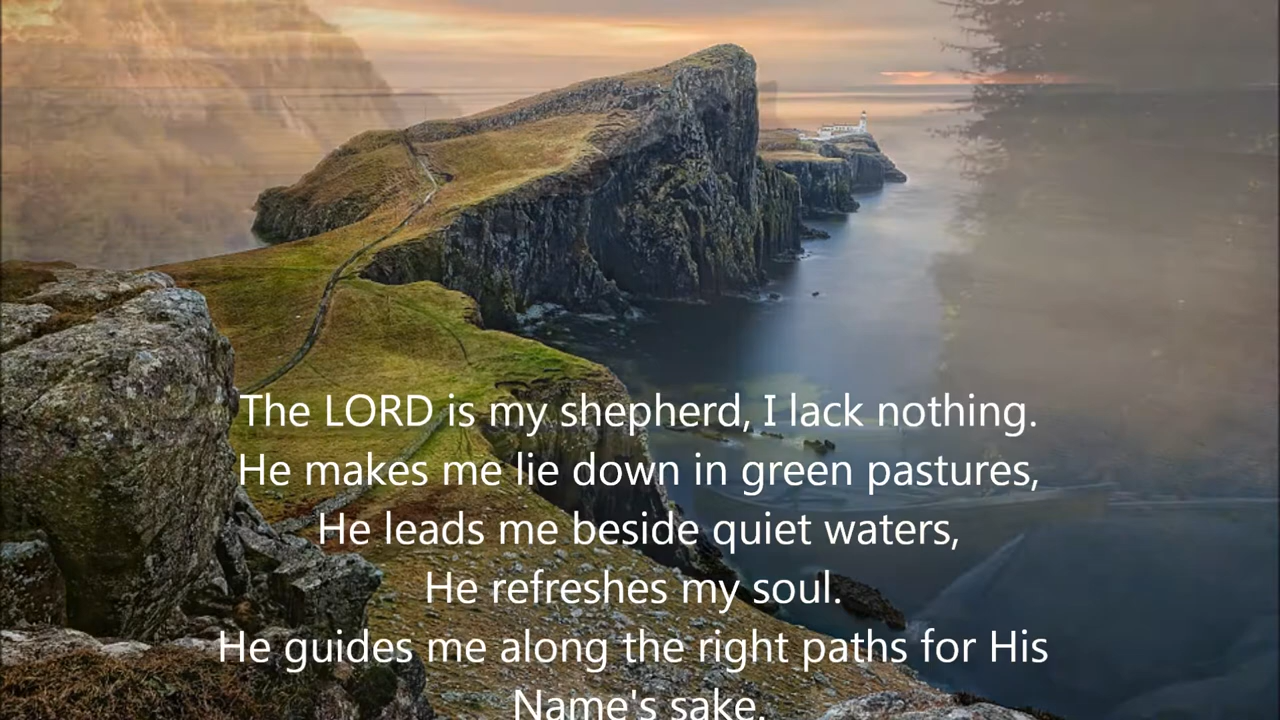 The LORD is my shepherd, I lack nothing.
He makes me lie down in green pastures,
He leads me beside quiet waters,
He refreshes my soul.
He guides me along the right paths for His
Name's sake.